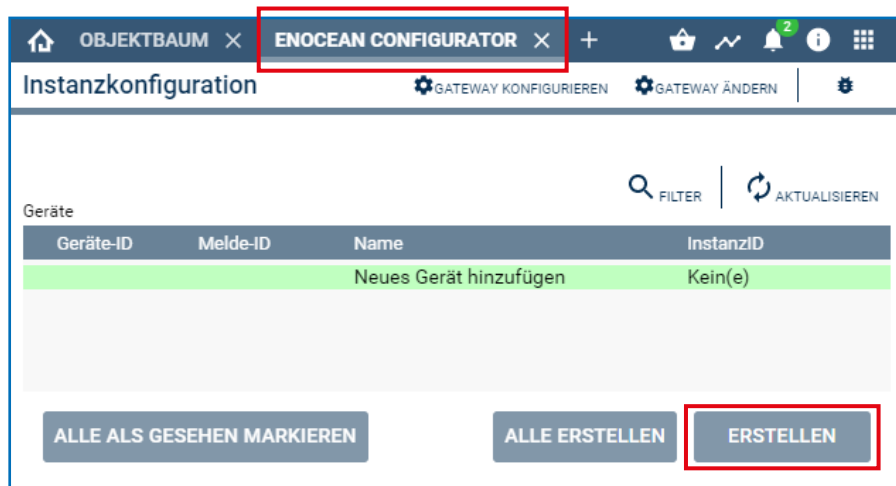 OBJEKTBAUM × ENOCEAN CONFIGURATOR × + 2
Instanzkonfiguration GATEWAY KONFIGURIEREN GATEWAY ÄNDERN
FILTER AKTUALISIEREN
Geräte
Geräte-ID Melde-ID Name InstanzID
Neues Gerät hinzufügen Kein(e)
ALLE ALS GESEHEN MARKIEREN ALLE ERSTELLEN ERSTELLEN